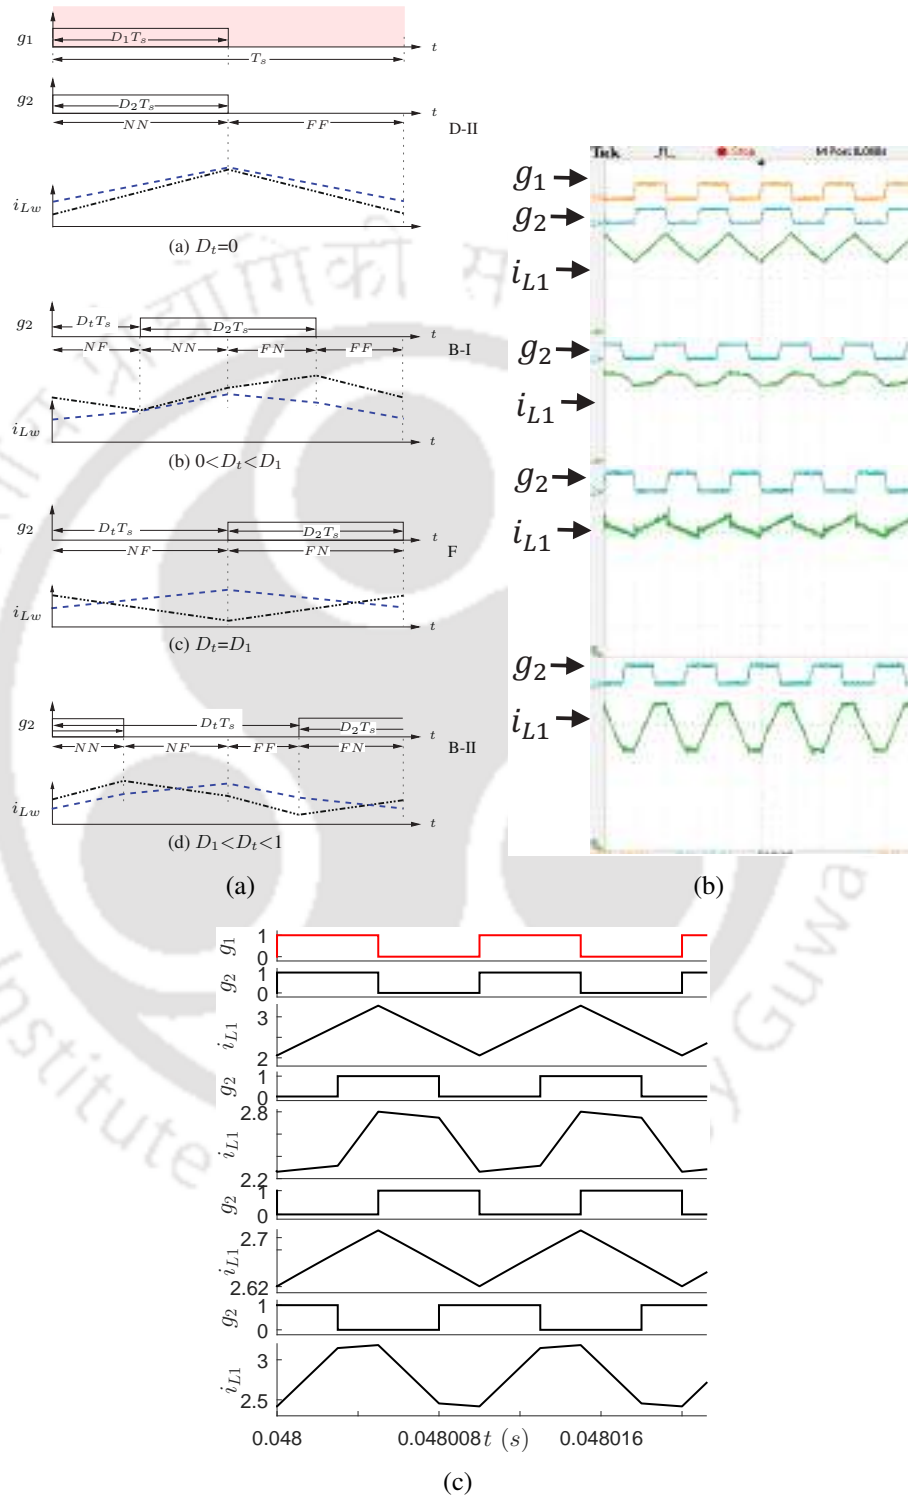 g1
D1Ts
t
Ts
g2
D2Ts
t
NN
FF
D-II
iLw
t
(a) Dt=0
g2
DtTs
D2Ts
t
NF
NN
FN
FF
B-I
iLw
t
(b) 0<Dt<D1
g2
DtTs
D2Ts
t
NF
FN
F
iLw
t
(c) Dt=D1
g2
DtTs
D2Ts
t
NN
NF
FF
FN
B-II
iLw
t
(d) D1<Dt<1
(a)
Tek
Stop
g1
g2
iL1
g2
iL1
g2
iL1
g2
iL1
(b)
g1
1
0
g2
1
0
iL1
3
2
g2
1
0
iL1
2.8
2.2
g2
1
0
iL1
2.7
2.62
g2
1
0
iL1
3
2.5
0.048
0.048008
t (s)
0.048016
(c)
स
Institute
y Guwa